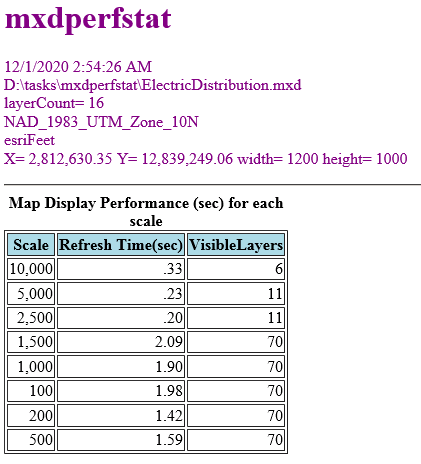 mxdperfstat
12/1/2020 2:54:26 AM
D:\tasks\mxdperfstat\ElectricDistribution.mxd
layerCount= 16
NAD_1983_UTM_Zone_10N
esriFeet
X= 2,812,630.35 Y= 12,839,249.06 width= 1200 height= 1000
Map Display Performance (sec) for each
scale
Scale Refresh Time(sec) VisibleLayers
10,000 .33 6
5,000 .23 11
2,500 .20 11
1,500 2.09 70
1,000 1.90 70
100 1.98 70
200 1.42 70
500 1.59 70